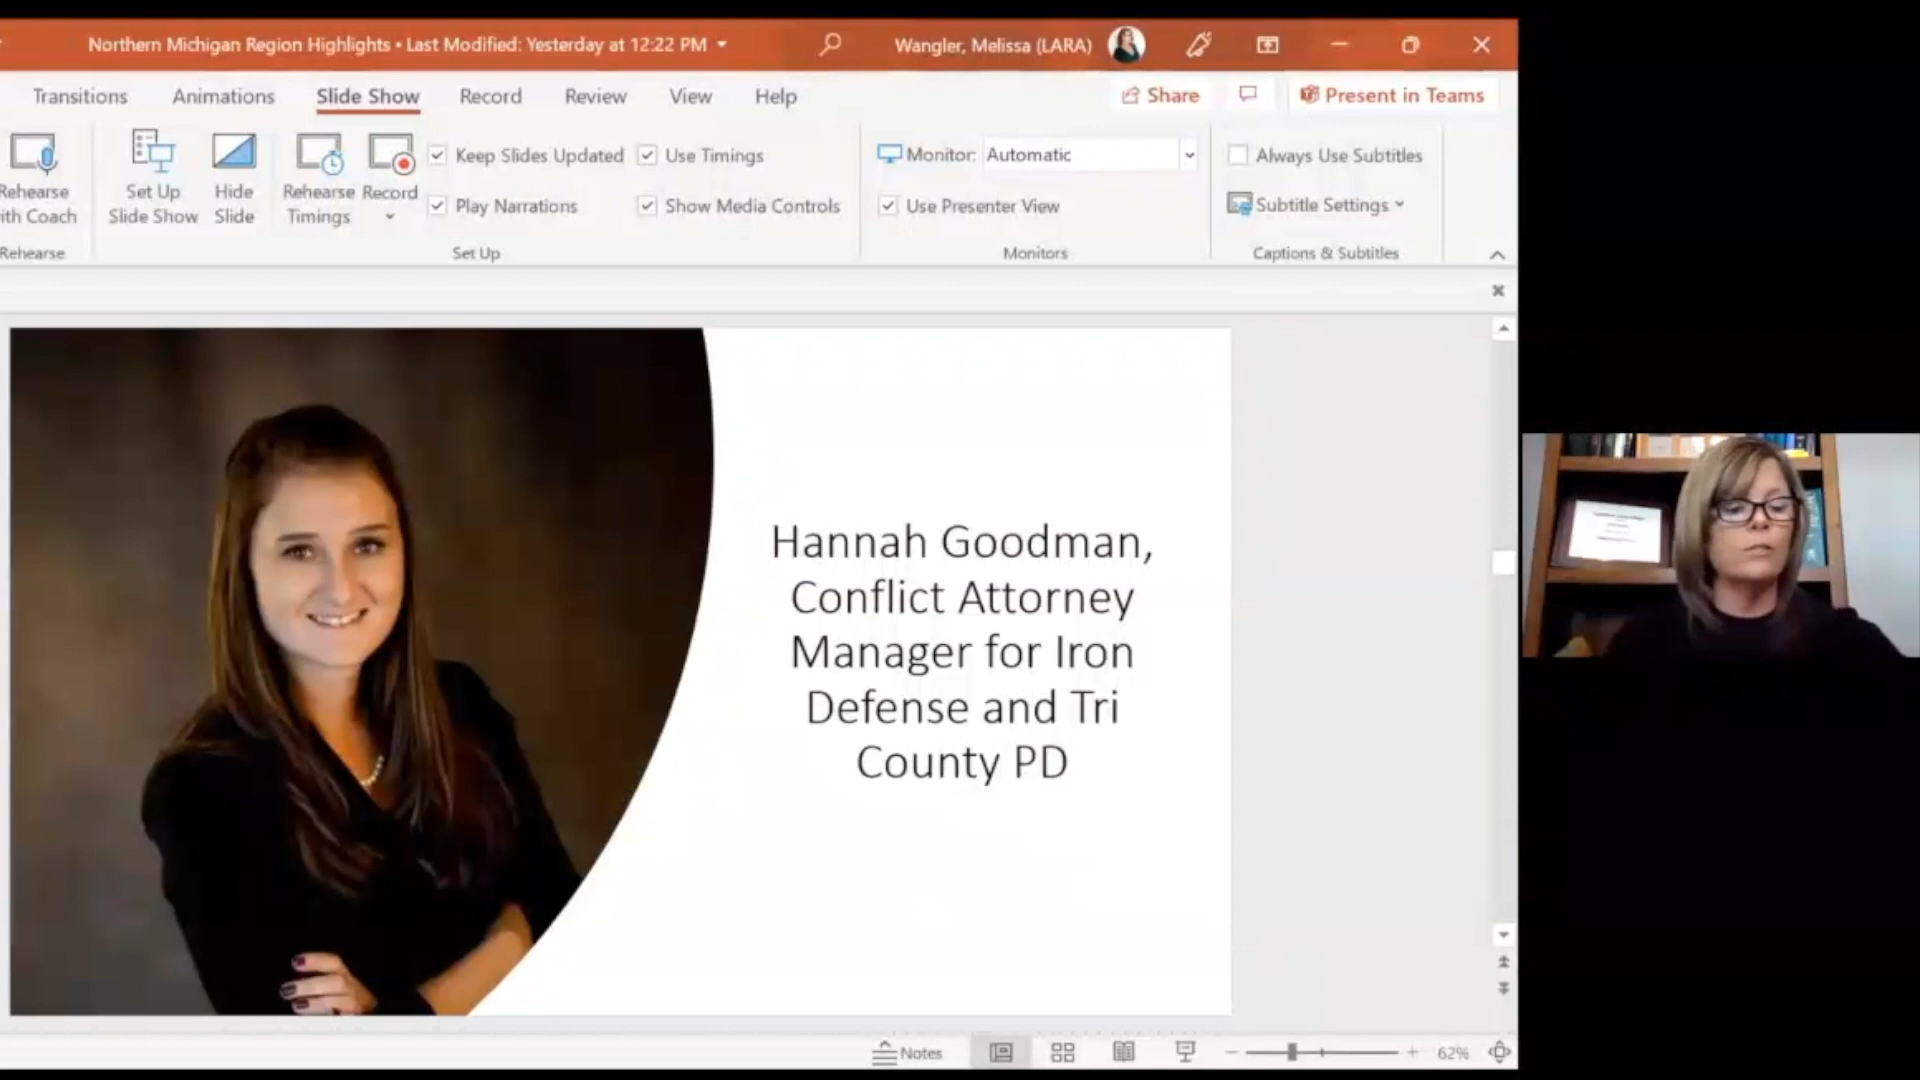 Northern Michigan Region Highlights • Last Modified: Yesterday at 12:22 PM
Wangler, Melissa (LARA)
Transitions
Animations
Slide Show
Record
Review
View
Help
Share
Present in Teams
Rehearse
ith Coach
Set Up
Slide Show
Hide
Slide
Rehearse
Timings
Record
Keep Slides Updated
Play Narrations
Use Timings
Show Media Controls
Monitor: Automatic
Use Presenter View
Always Use Subtitles
Subtitle Settings
Rehearse
Set Up
Monitors
Captions & Subtitles
Hannah Goodman,
Conflict Attorney
Manager for Iron
Defense and Tri
County PD
Notes
62%